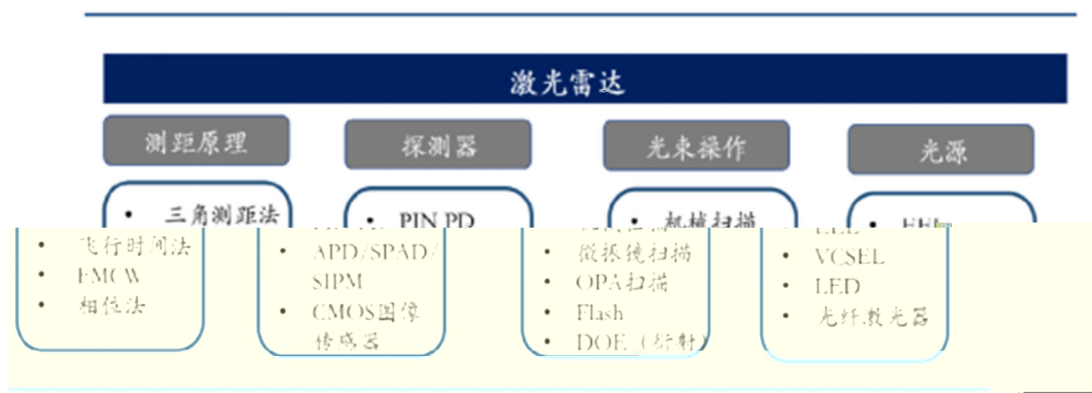 激光雷达
测距原理
探测器
光束操作
光源
• 三角测距法
• 飞行时间法
• FMCW
• 相位法
• PIN PD
• APD/SPAD/
SIPM
• CMOS图像
传感器
• 机械扫描
• 微振镜扫描
• OPA扫描
• Flash
• DOE（衍射）
• EEL
• VCSEL
• LED
• 光纤激光器